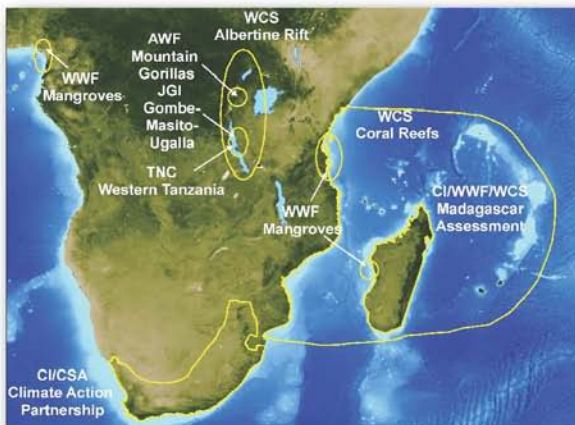 WCS
Albertine Rift
AWF
Mountain
Gorillas
JGI
Gombe-
Masito-
Ugalla
WWF
Mangroves
TNC
Western Tanzania
WCS
Coral Reefs
CI/WWF/WCS
Madagascar
Assessment
WWF
Mangroves
CI/CSA
Climate Action
Partnership